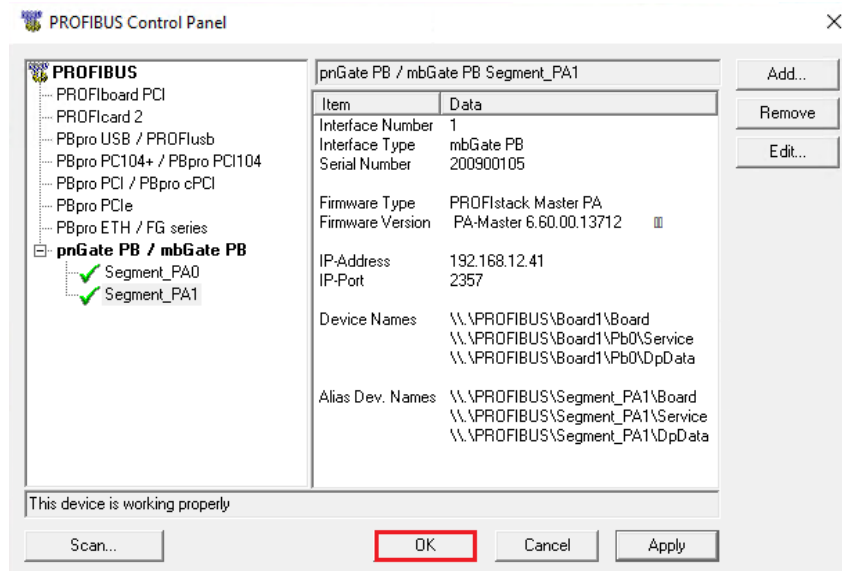 PROFIBUS Control Panel
PROFIBUS
PROFIboard PCI
PROFIcard 2
PBpro USB / PROFIusb
PBpro PC104+ / PBpro PCI104
PBpro PCI / PBpro cPCI
PBpro PCIe
PBpro ETH / FG series
pnGate PB / mbGate PB
Segment_PA0
Segment_PA1
pnGate PB / mbGate PB Segment_PA1
Item Data
Interface Number 1
Interface Type mbGate PB
Serial Number 200900105
Firmware Type PROFIstack Master PA
Firmware Version PA-Master 6.60.00.13712
IP-Address 192.168.12.41
IP-Port 2357
Device Names \\.\PROFIBUS\Board1\Board
\\.\PROFIBUS\Board1\Pb0\Service
\\.\PROFIBUS\Board1\Pb0\DpData
Alias Dev. Names \\.\PROFIBUS\Segment_PA1\Board
\\.\PROFIBUS\Segment_PA1\Service
\\.\PROFIBUS\Segment_PA1\DpData
Add...
Remove
Edit...
This device is working properly
Scan... OK Cancel Apply